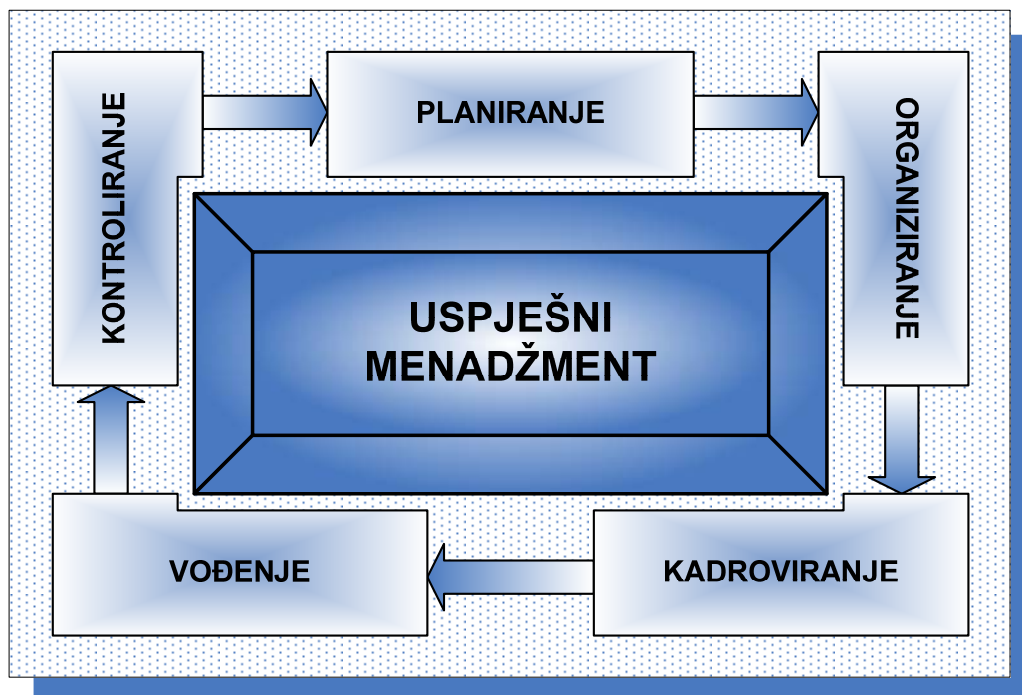 KONTROLIRANJE
PLANIRANJE
ORGANIZIRANJE
USPJEŠNI
MENADŽMENT
VOĐENJE
KADROVIRANJE